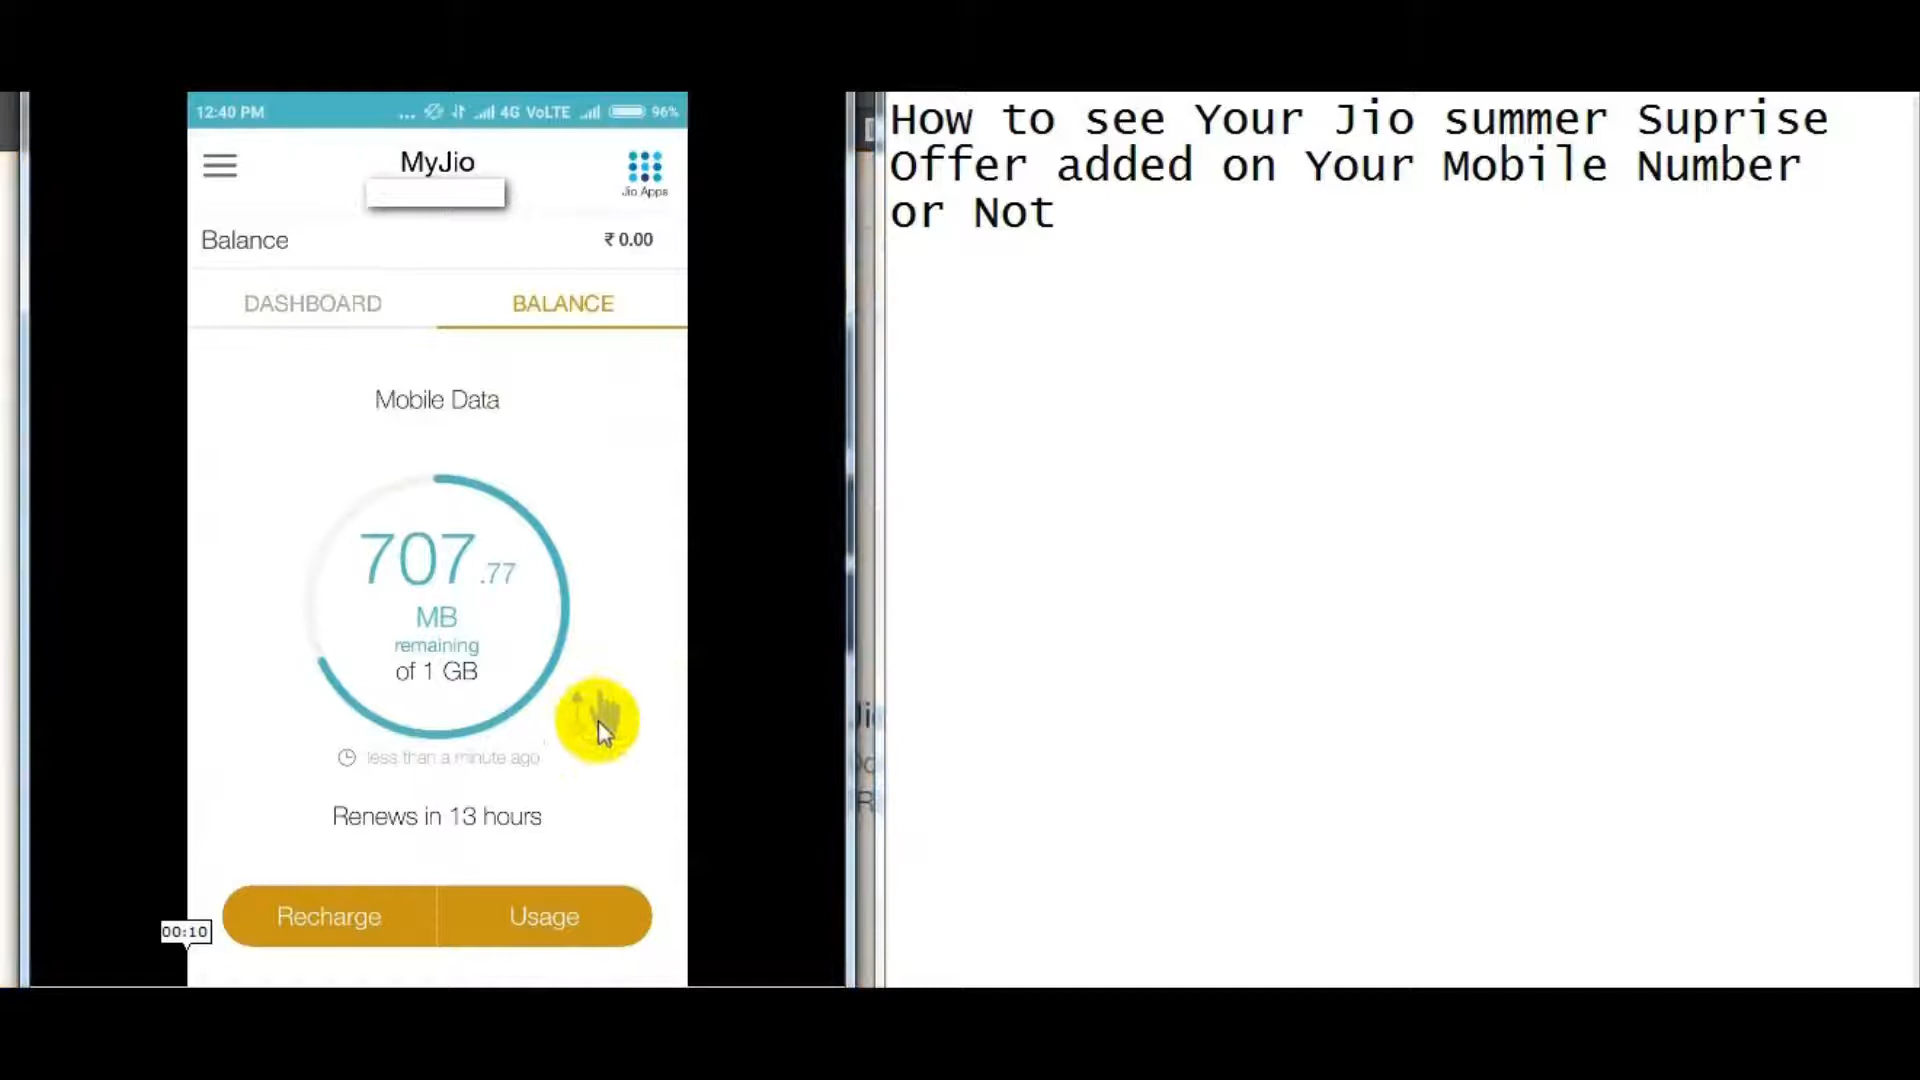 12:40 PM ... 4G VoLTE 96%
MyJio
Jio Apps
Balance ₹ 0.00
DASHBOARD BALANCE
Mobile Data
707.77
MB
remaining
of 1 GB
less than a minute ago
Renews in 13 hours
Recharge Usage
00:10
How to see Your Jio summer Suprise
Offer added on Your Mobile Number
or Not